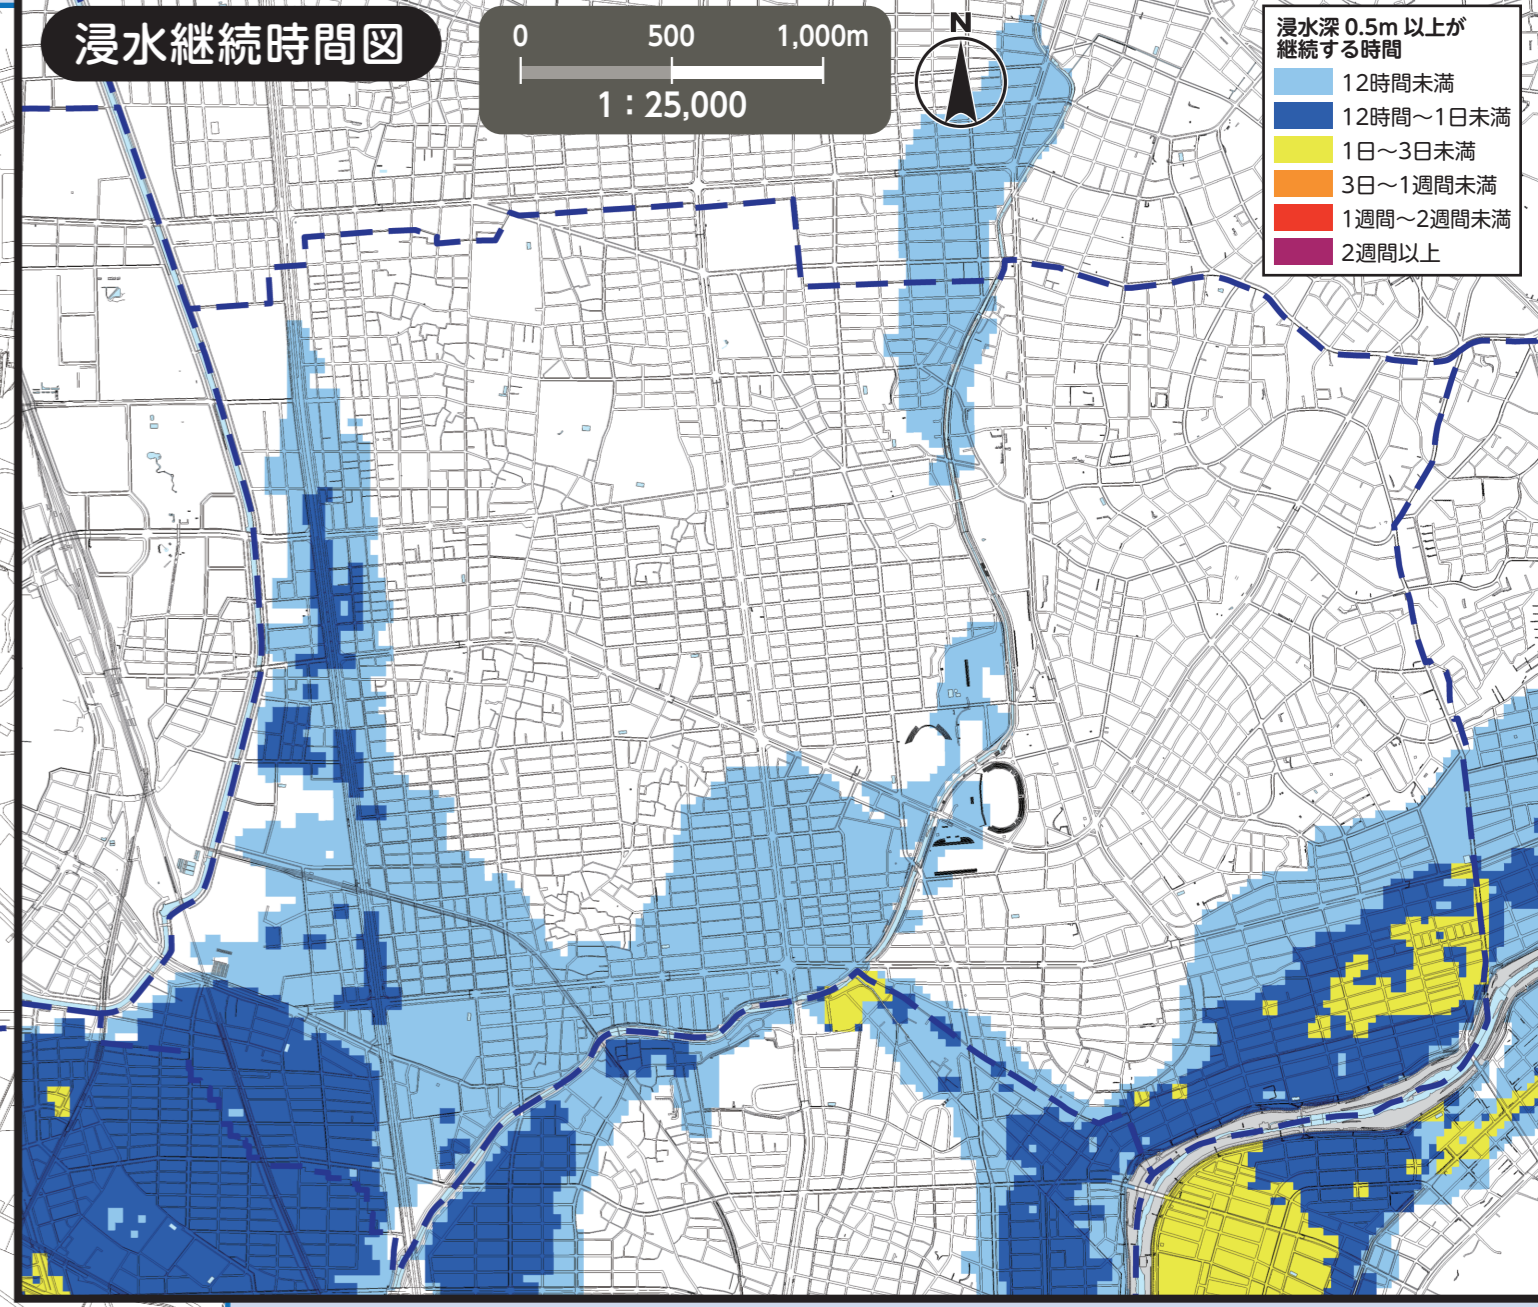 浸水継続時間図
0 500 1,000m
1：25,000
N
浸水深 0.5m 以上が
継続する時間
12時間未満
12時間～1日未満
1日～3日未満
3日～1週間未満
1週間～2週間未満
2週間以上